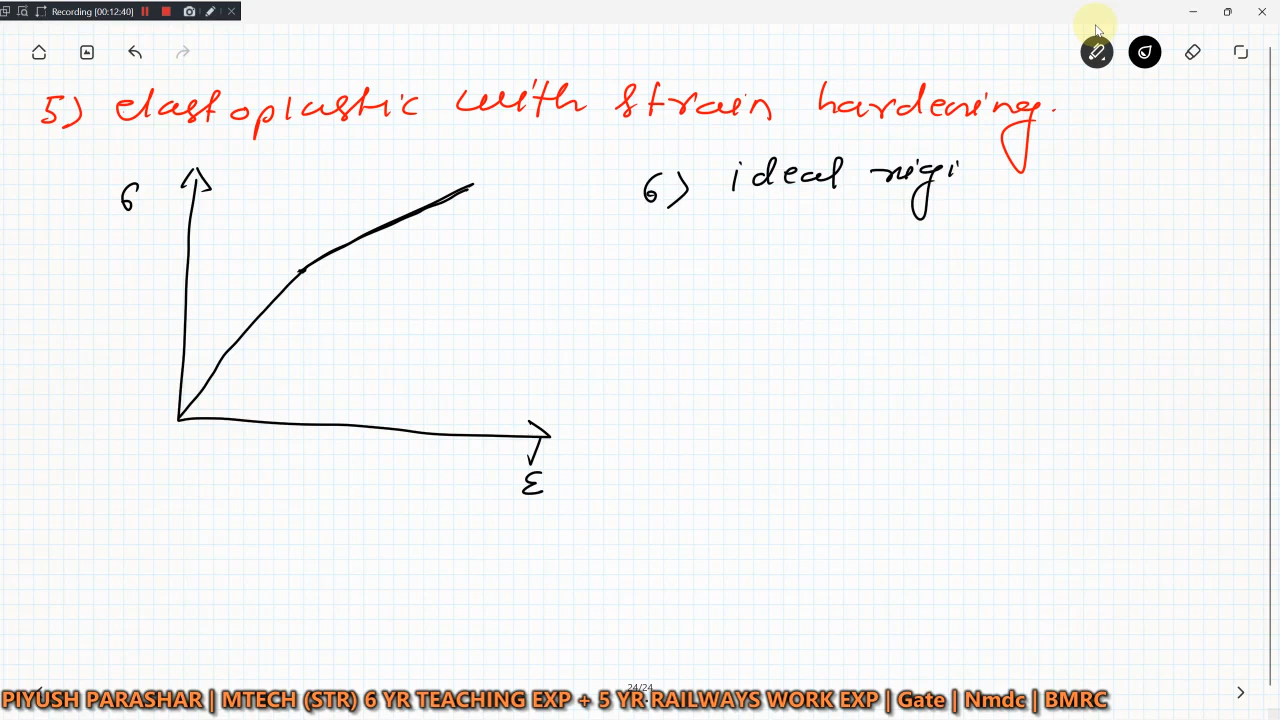 Recording [00:12:40]
5) elastoplastic with strain hardening.
6) ideal rigi
σ
ε
24/24
PIYUSH PARASHAR | MTECH (STR) 6 YR TEACHING EXP + 5 YR RAILWAYS WORK EXP | Gate | Nmdc | BMRC